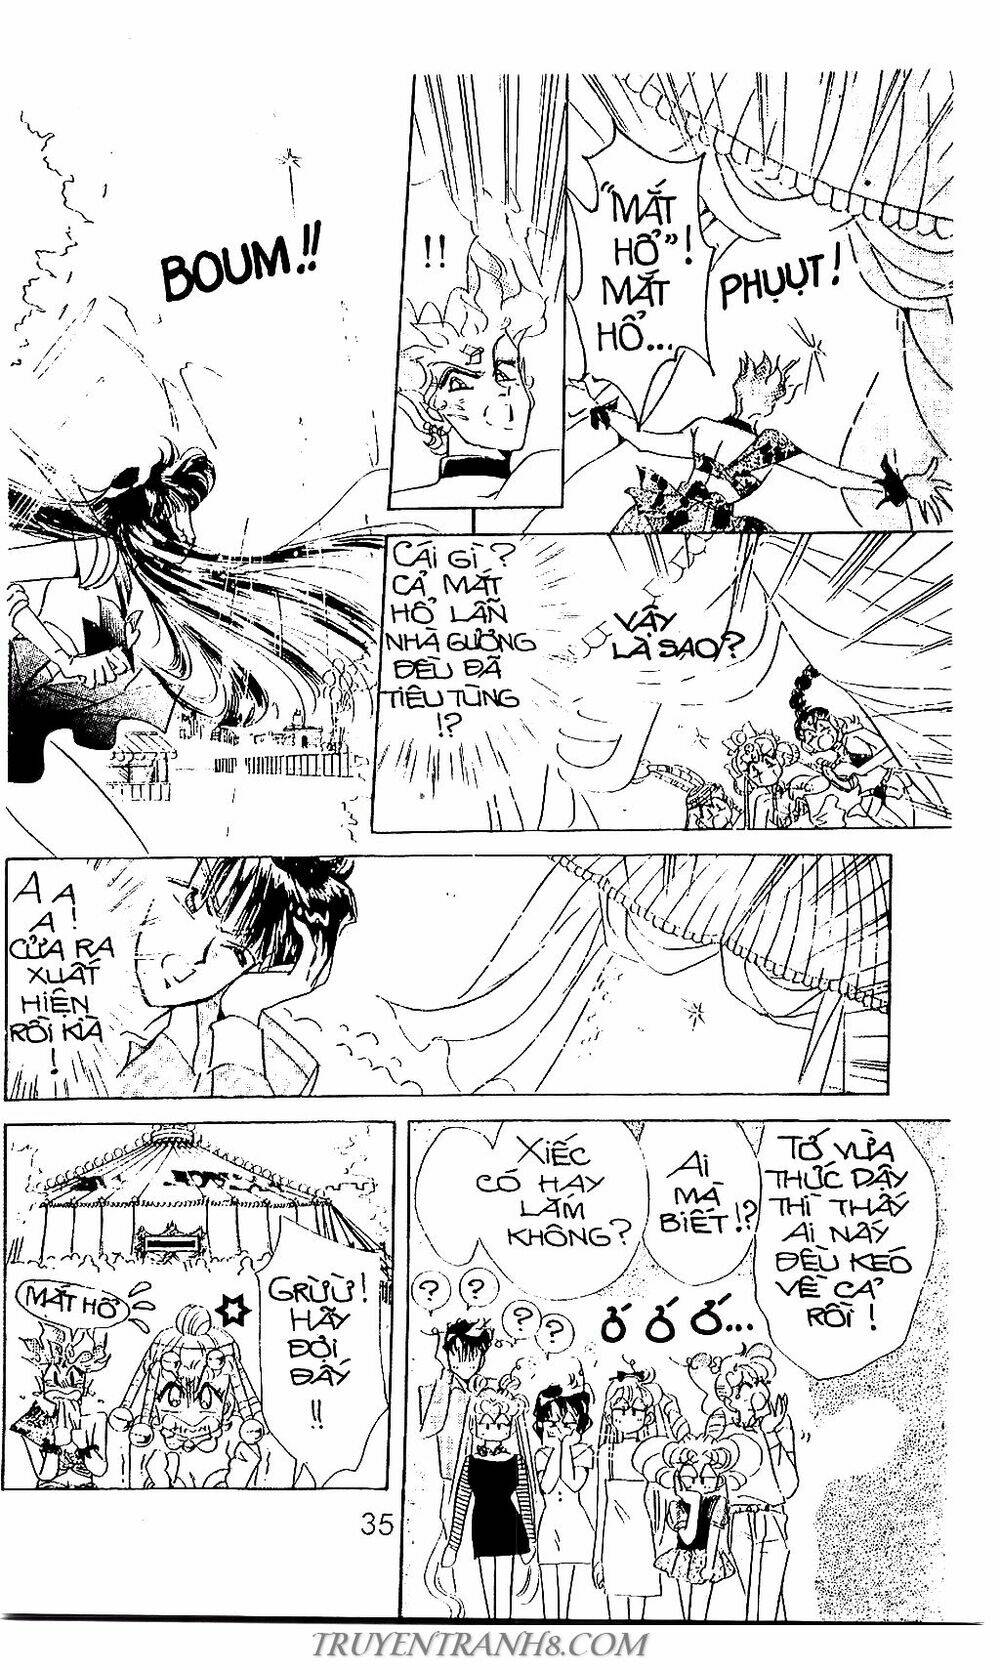 "MẮT
HỔ"!
MẮT
HỔ...
PHỤỤT!
!!
BOUM!!
VẬY
LÀ SAO?
CÁI GÌ?
CẢ MẮT
HỔ LẪN
NHÀ GƯƠNG
ĐỀU ĐÃ
TIÊU TÙNG
!?
A A
A!
CỬA RA
XUẤT
HIỆN
RỒI KÌA
!
TỚ VỪA
THỨC DẬY
THÌ THẤY
AI NẤY
ĐỀU KÉO
VỀ CẢ
RỒI!
AI
MÀ
BIẾT!?
XIẾC
CÓ HAY
LẮM
KHÔNG?
? ?
? ?
Ố Ố Ố...
GRỪỪ!
HÃY
ĐỢI
ĐẤY
!!
MẮT HỔ
35
TRUYENTRANH8.COM